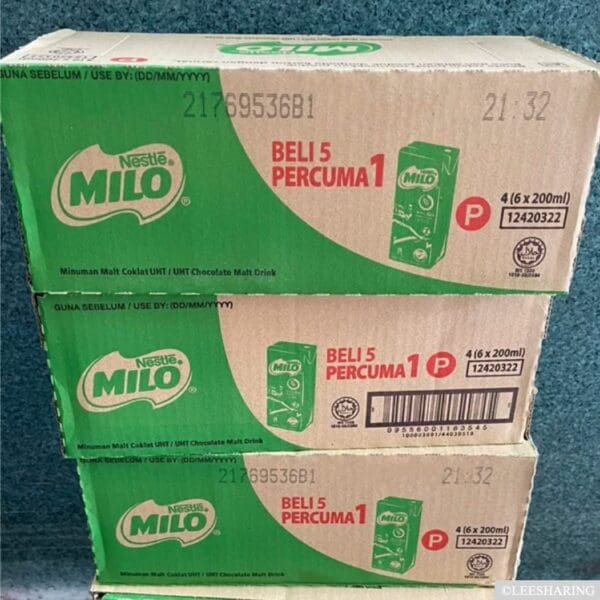 MILO
GUNA SEBELUM / USE BY: (DD/MM/YYYY)
21769536B1
21:32
Nestlé
MILO
BELI 5
PERCUMA 1
MILO
P
4 (6 x 200ml)
12420322
Minuman Malt Coklat UHT / UHT Chocolate Malt Drink
GUNA SEBELUM / USE BY: (DD/MM/YYYY)
Nestlé
MILO
MILO
BELI 5
PERCUMA 1
P
4 (6 x 200ml)
12420322
09556001163545
Minuman Malt Coklat UHT / UHT Chocolate Malt Drink
GUNA SEBELUM / USE BY: (DD/MM/YYYY)
21769536B1
21:32
Nestlé
MILO
BELI 5
PERCUMA 1
MILO
P
4 (6 x 200ml)
12420322
Minuman Malt Coklat UHT / UHT Chocolate Malt Drink
©LEESHARING